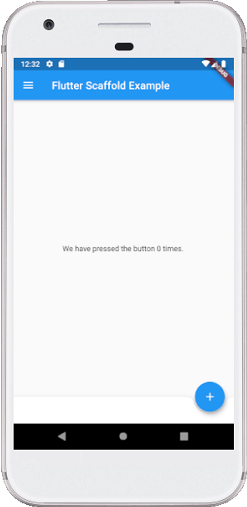 12:32
Flutter Scaffold Example
We have pressed the button 0 times.